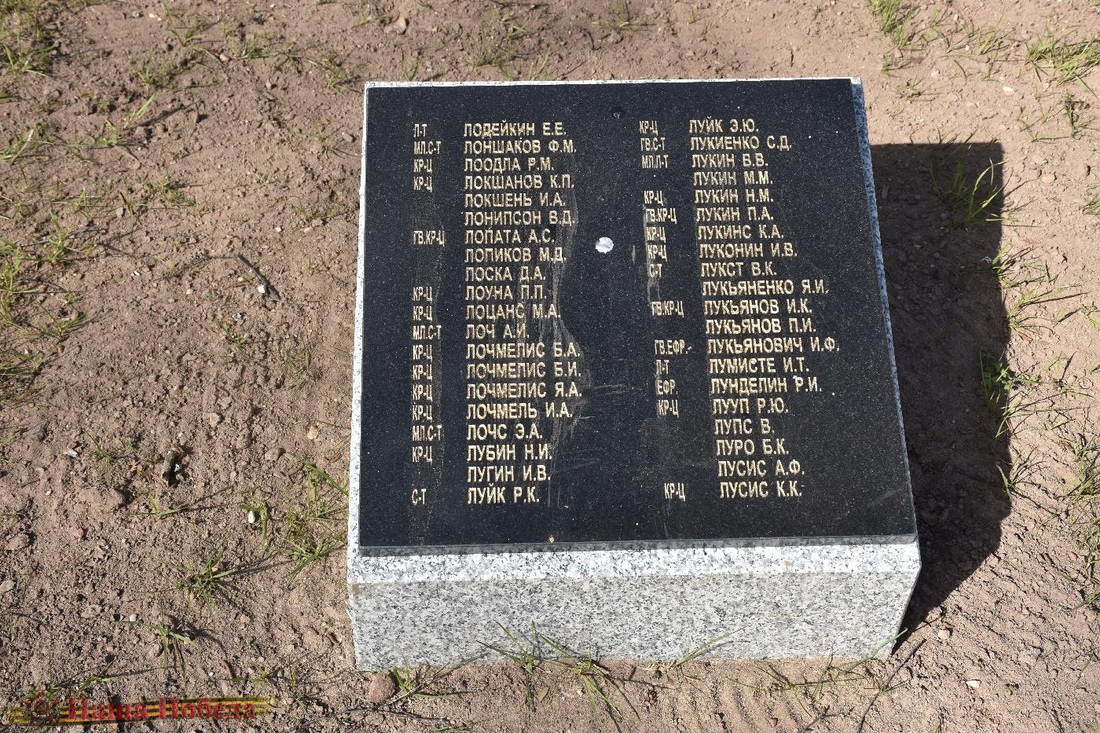 Л-Т ЛОДЕЙКИН Е.Е.
МЛ.С-Т ЛОНШАКОВ Ф.М.
КР-Ц ЛООДЛА Р.М.
КР-Ц ЛОКШАНОВ К.П.
ЛОКШЕНЬ И.А.
ЛОНИПСОН В.Д.
ГВ.КР-Ц ЛОПАТА А.С.
ЛОПИКОВ М.Д.
ЛОСКА Д.А.
КР-Ц ЛОУНА П.П.
КР-Ц ЛОЦАНС М.А.
МЛ.С-Т ЛОЧ А.И.
КР-Ц ЛОЧМЕЛИС Б.А.
КР-Ц ЛОЧМЕЛИС Б.И.
КР-Ц ЛОЧМЕЛИС Я.А.
КР-Ц ЛОЧМЕЛЬ И.А.
МЛ.С-Т ЛОЧС Э.А.
КР-Ц ЛУБИН Н.И.
ЛУГИН И.В.
С-Т ЛУЙК Р.К.
КР-Ц ЛУЙК Э.Ю.
ГВ.С-Т ЛУКИЕНКО С.Д.
МЛ.Л-Т ЛУКИН В.В.
ЛУКИН М.М.
КР-Ц ЛУКИН Н.М.
ГВ.КР-Ц ЛУКИН П.А.
КР-Ц ЛУКИНС К.А.
КР-Ц ЛУКОНИН И.В.
С-Т ЛУКСТ В.К.
ЛУКЬЯНЕНКО Я.И.
ГВ.КР-Ц ЛУКЬЯНОВ И.К.
ЛУКЬЯНОВ П.И.
ГВ.ЕФР.- ЛУКЬЯНОВИЧ И.Ф.
Л-Т ЛУМИСТЕ И.Т.
ЕФР. ЛУНДЕЛИН Р.И.
КР-Ц ЛУУП Р.Ю.
ЛУПС В.
ЛУРО Б.К.
ЛУСИС А.Ф.
КР-Ц ЛУСИС К.К.
Наша Победа